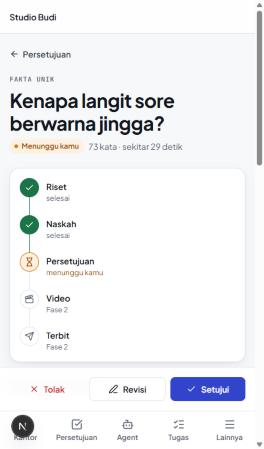 Studio Budi
← Persetujuan
FAKTA UNIK
Kenapa langit sore
berwarna jingga?
Menunggu kamu 73 kata · sekitar 29 detik
Riset
selesai
Naskah
selesai
Persetujuan
menunggu kamu
Video
Fase 2
Terbit
Fase 2
Tolak Revisi Setujui
N
Kantor Persetujuan Agent Tugas Lainnya